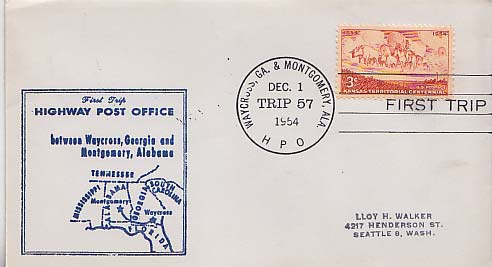 First Trip
HIGHWAY POST OFFICE
between Waycross, Georgia and
Montgomery, Alabama
TENNESSEE
MISSISSIPPI
ALABAMA
GEORGIA
SOUTH
CAROLINA
Montgomery
Waycross
FLORIDA
WAYCROSS, GA. & MONTGOMERY, ALA.
DEC. 1
TRIP 57
1954
H P O
1854 1954
3c
KANSAS TERRITORIAL CENTENNIAL
FIRST TRIP
LLOY H. WALKER
4217 HENDERSON ST.
SEATTLE 8, WASH.